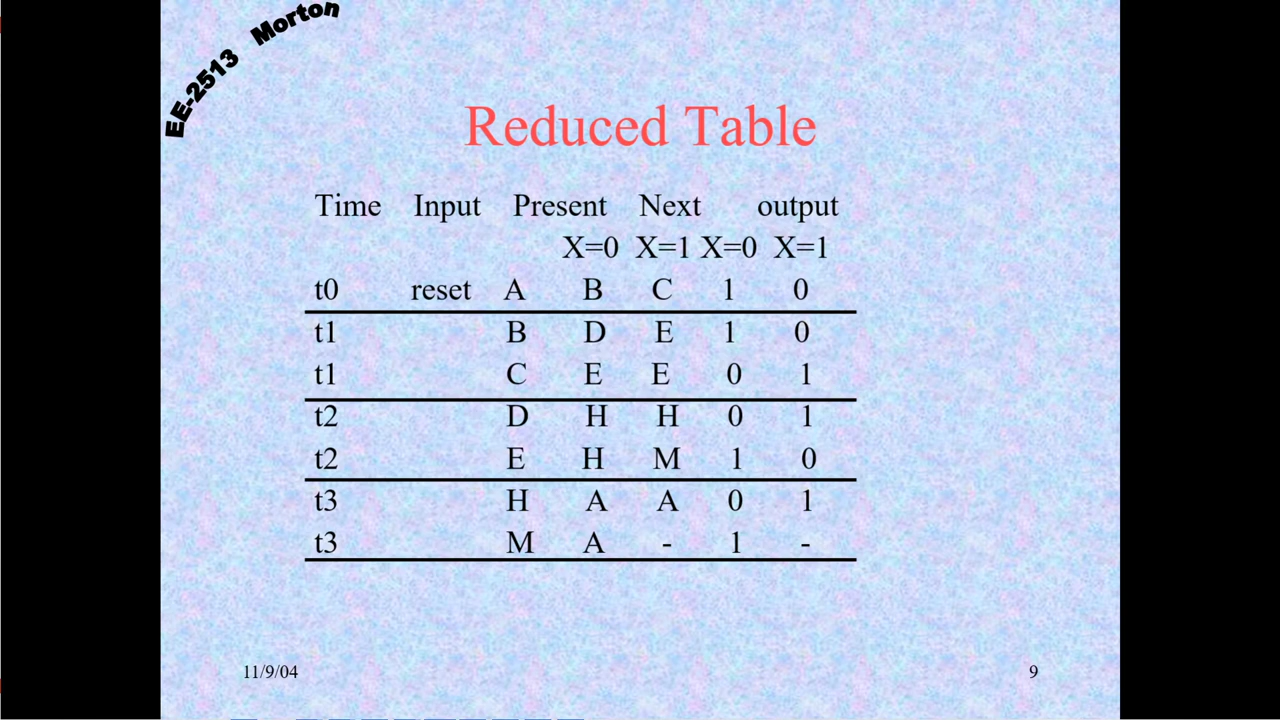 EE-2513 Morton
Reduced Table
Time Input Present Next output
X=0 X=1 X=0 X=1
t0 reset A B C 1 0
t1 B D E 1 0
t1 C E E 0 1
t2 D H H 0 1
t2 E H M 1 0
t3 H A A 0 1
t3 M A - 1 -
11/9/04 9